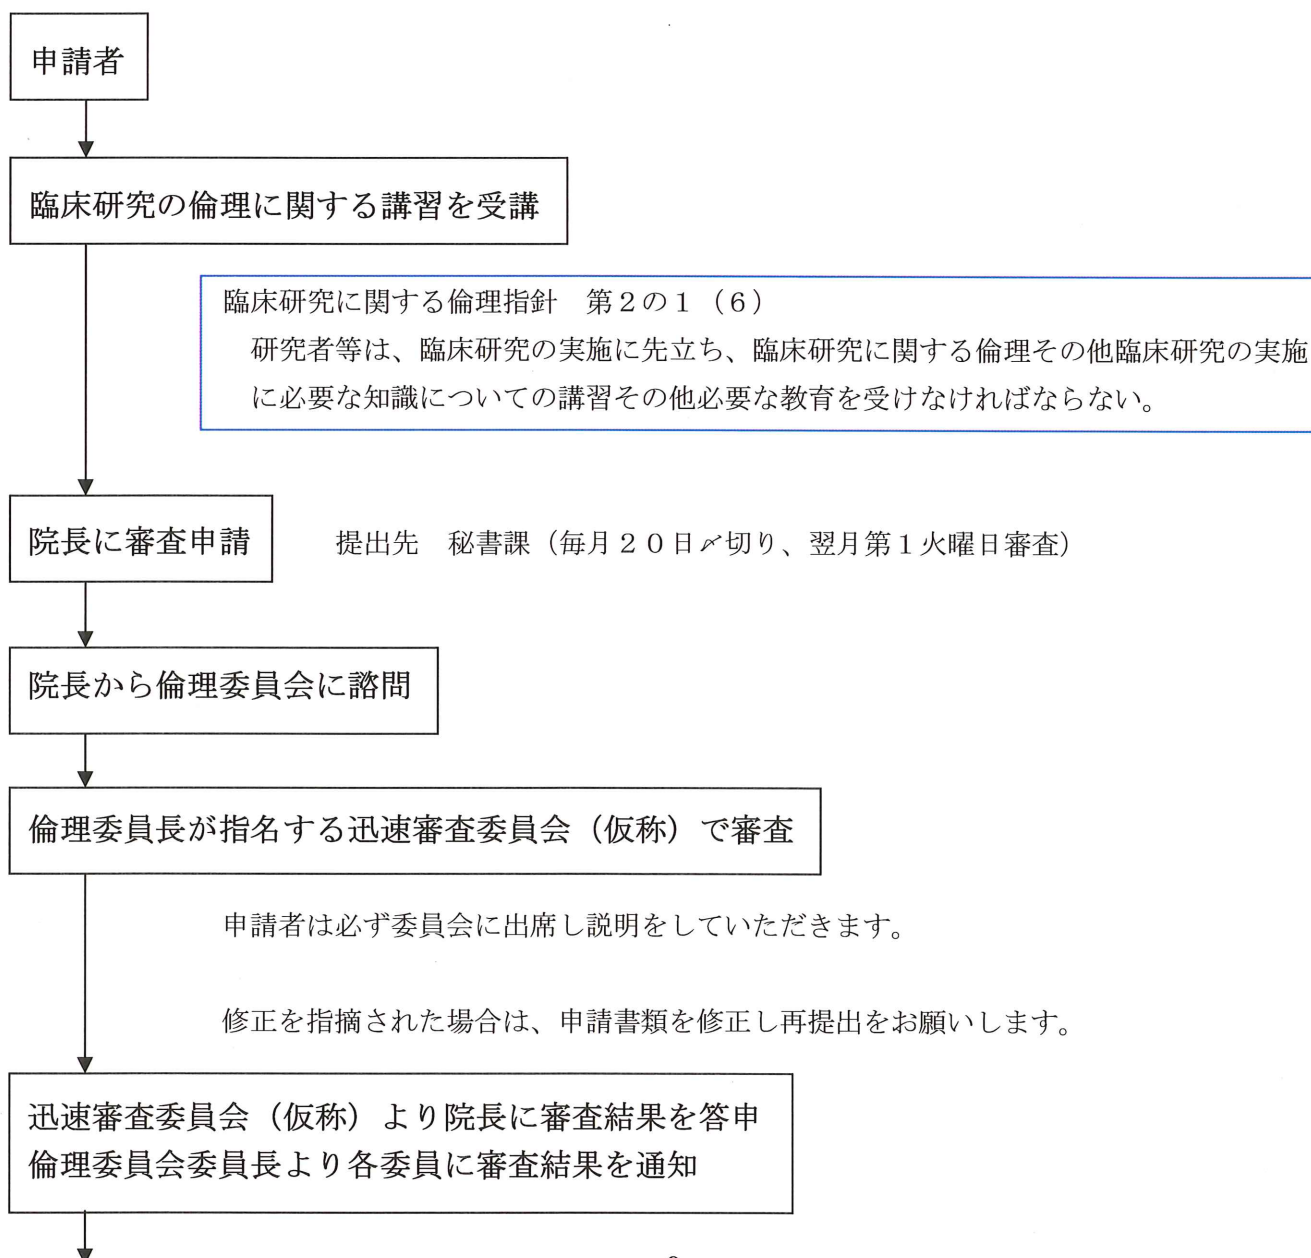 申請者
臨床研究の倫理に関する講習を受講
臨床研究に関する倫理指針　第２の１（６）
研究者等は、臨床研究の実施に先立ち、臨床研究に関する倫理その他臨床研究の実施
に必要な知識についての講習その他必要な教育を受けなければならない。
院長に審査申請
提出先　秘書課（毎月２０日〆切り、翌月第１火曜日審査）
院長から倫理委員会に諮問
倫理委員長が指名する迅速審査委員会（仮称）で審査
申請者は必ず委員会に出席し説明をしていただきます。
修正を指摘された場合は、申請書類を修正し再提出をお願いします。
迅速審査委員会（仮称）より院長に審査結果を答申
倫理委員会委員長より各委員に審査結果を通知